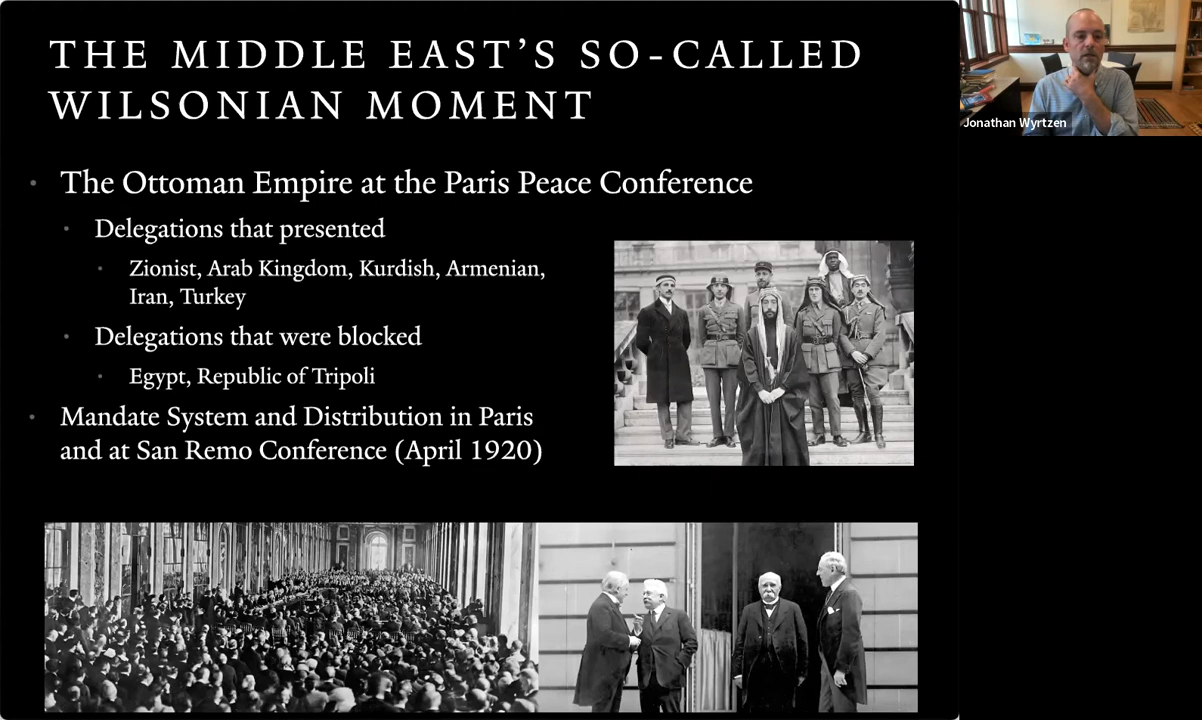 THE MIDDLE EAST'S SO-CALLED
WILSONIAN MOMENT
Jonathan Wyrtzen
• The Ottoman Empire at the Paris Peace Conference
• Delegations that presented
• Zionist, Arab Kingdom, Kurdish, Armenian,
Iran, Turkey
• Delegations that were blocked
• Egypt, Republic of Tripoli
• Mandate System and Distribution in Paris
and at San Remo Conference (April 1920)